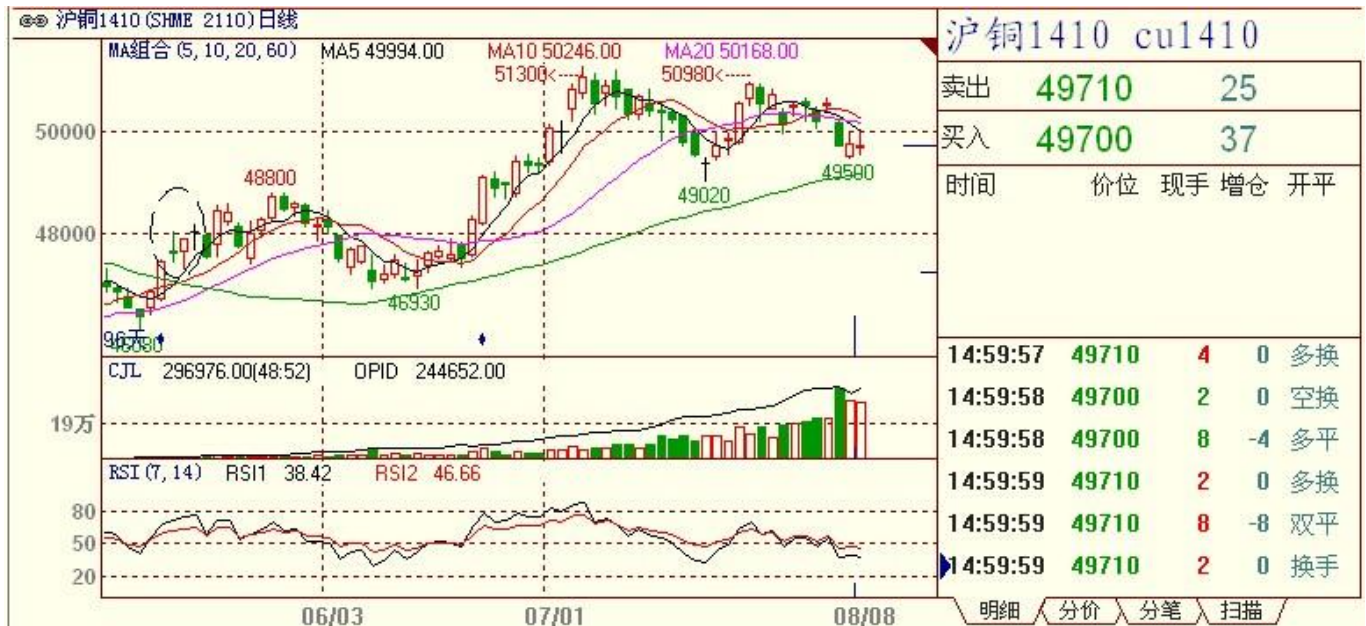 沪铜1410(SHME 2110)日线
MA组合(5,10,20,60) MA5 49994.00 MA10 50246.00 MA20 50168.00
51300 50980
50000
48800
49020
49500
48000
46930
CJL 296976.00(48:52) OPID 244652.00
19万
RSI(7,14) RSI1 38.42 RSI2 46.66
80
50
20
06/03 07/01 08/08
沪铜1410 cu1410
卖出 49710 25
买入 49700 37
时间 价位 现手 增仓 开平
14:59:57 49710 4 0 多换
14:59:58 49700 2 0 空换
14:59:58 49700 8 -4 多平
14:59:59 49710 2 0 多换
14:59:59 49710 8 -8 双平
14:59:59 49710 2 0 换手
明细 分价 分笔 扫描